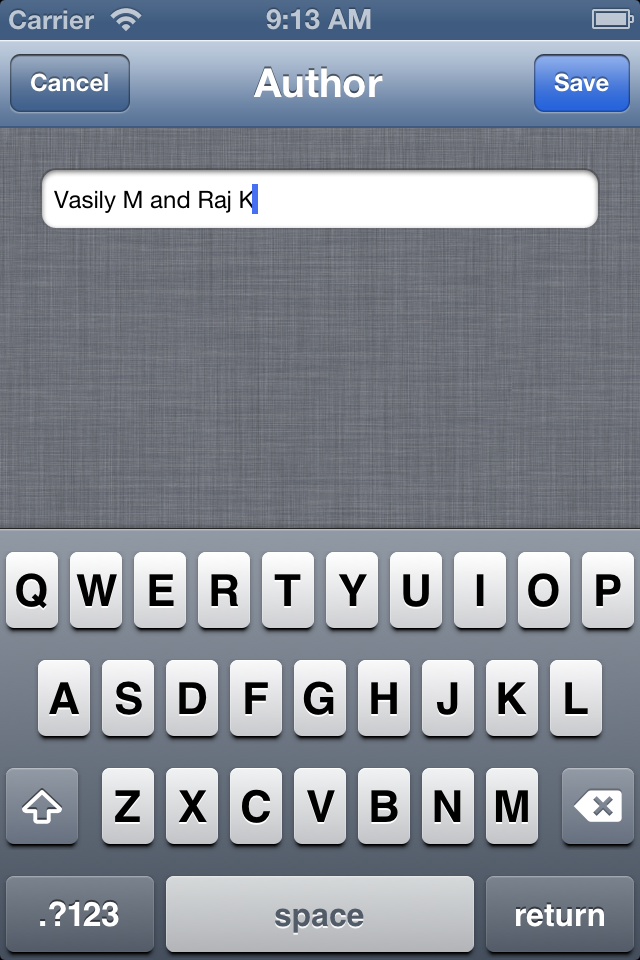 Carrier 9:13 AM
Cancel Author Save
Vasily M and Raj K
Q W E R T Y U I O P
A S D F G H J K L
Z X C V B N M
.?123 space return